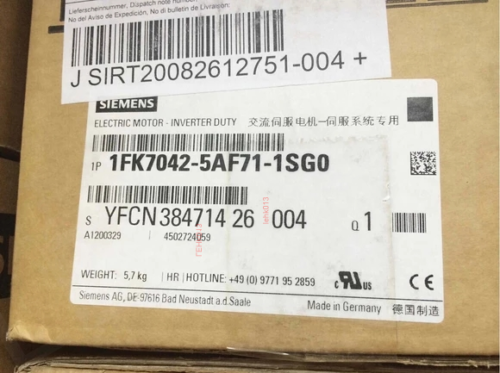 Lieferscheinnummer, Dispatch note number
No del Aviso de Expedición, No di bulletin de Livraison
J SIRT20082612751-004 +
SIEMENS
ELECTRIC MOTOR - INVERTER DUTY 交流伺服电机—伺服系统专用
1P 1FK7042-5AF71-1SG0
S YFCN 384714 26 004 Q 1
A1200329 4502724059
WEIGHT: 5,7 kg HR HOTLINE: +49 (0) 9771 95 2859
Siemens AG, DE-97616 Bad Neustadt a.d.Saale Made in Germany 德国制造